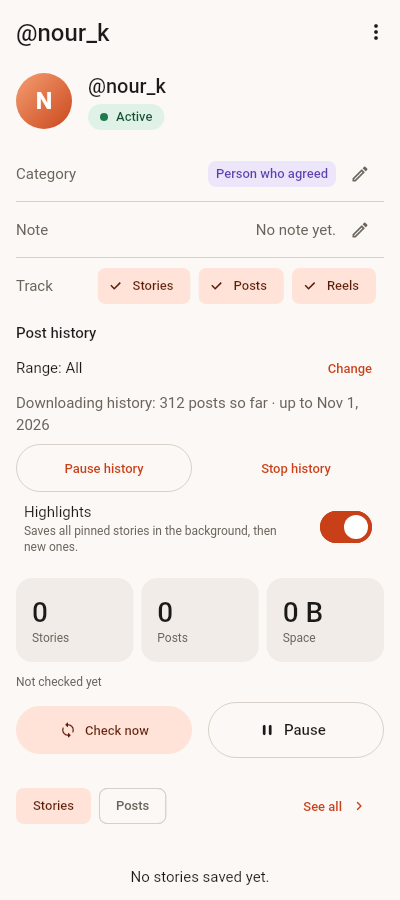 @nour_k
N
@nour_k
Active
Category
Person who agreed
Note
No note yet.
Track
Stories
Posts
Reels
Post history
Range: All
Change
Downloading history: 312 posts so far · up to Nov 1,
2026
Pause history
Stop history
Highlights
Saves all pinned stories in the background, then
new ones.
0
Stories
0
Posts
0 B
Space
Not checked yet
Check now
Pause
Stories
Posts
See all
No stories saved yet.